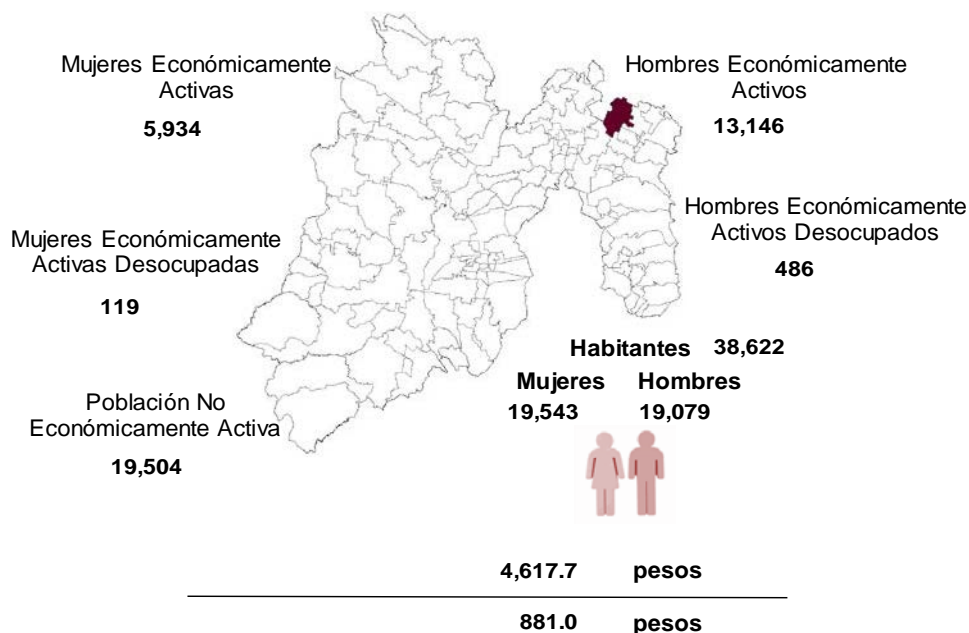 Mujeres Económicamente
Activas
5,934
Hombres Económicamente
Activos
13,146
Mujeres Económicamente
Activas Desocupadas
119
Hombres Económicamente
Activos Desocupados
486
Habitantes 38,622
Mujeres Hombres
19,543 19,079
Población No
Económicamente Activa
19,504
4,617.7 pesos
881.0 pesos